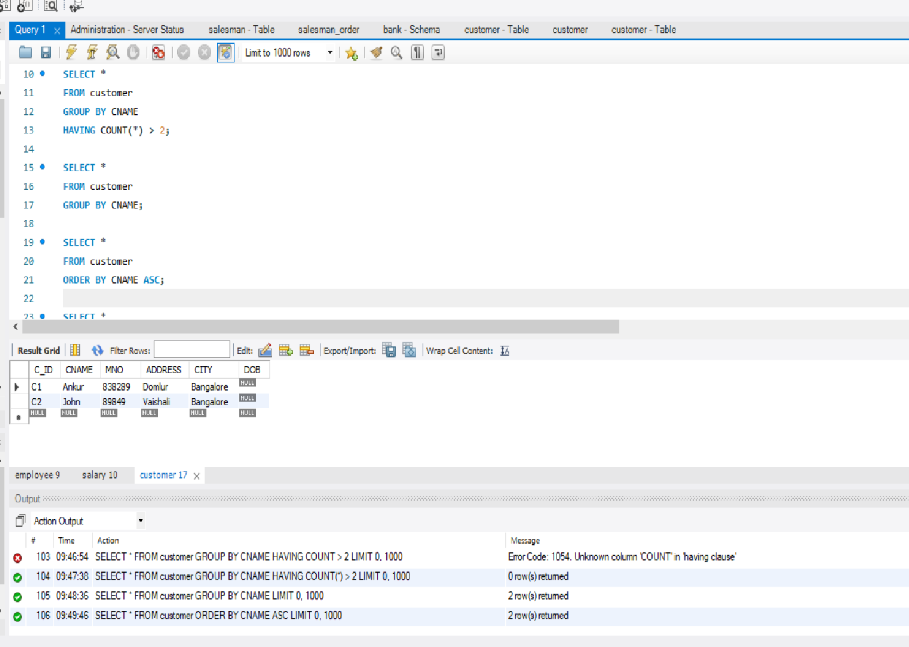 Query 1 × Administration - Server Status salesman - Table salesman_order bank - Schema customer - Table customer customer - Table
Limit to 1000 rows
10 SELECT *
11 FROM customer
12 GROUP BY CNAME
13 HAVING COUNT(*) > 2;
14
15 SELECT *
16 FROM customer
17 GROUP BY CNAME;
18
19 SELECT *
20 FROM customer
21 ORDER BY CNAME ASC;
22
23 SELECT *
Result Grid Filter Rows: Edit: Export/Import: Wrap Cell Content:
C_ID CNAME MNO ADDRESS CITY DOB
C1 Ankur 838289 Domlur Bangalore NULL
C2 John 89849 Vaishali Bangalore NULL
NULL NULL NULL NULL NULL NULL
employee 9 salary 10 customer 17 ×
Output
Action Output
# Time Action Message
103 09:46:54 SELECT * FROM customer GROUP BY CNAME HAVING COUNT > 2 LIMIT 0, 1000 Error Code: 1054. Unknown column 'COUNT' in 'having clause'
104 09:47:38 SELECT * FROM customer GROUP BY CNAME HAVING COUNT(*) > 2 LIMIT 0, 1000 0 row(s) returned
105 09:48:36 SELECT * FROM customer GROUP BY CNAME LIMIT 0, 1000 2 row(s) returned
106 09:49:46 SELECT * FROM customer ORDER BY CNAME ASC LIMIT 0, 1000 2 row(s) returned